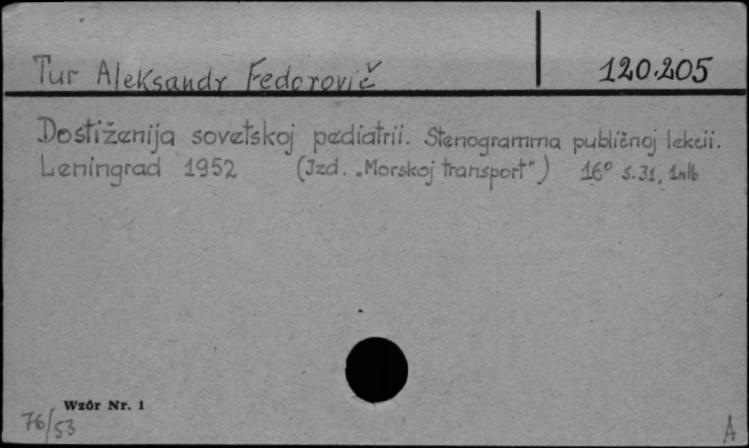 Tur Aleksandr Fedorovič
120.205
Dostiženija sovetskoj pediatrii. Stenogramma publičnoj lekcii.
Leningrad 1952 (Izd. „Morskoj transport") 16° s. 31, 1nlb
Wzór Nr. 1
76/53
A